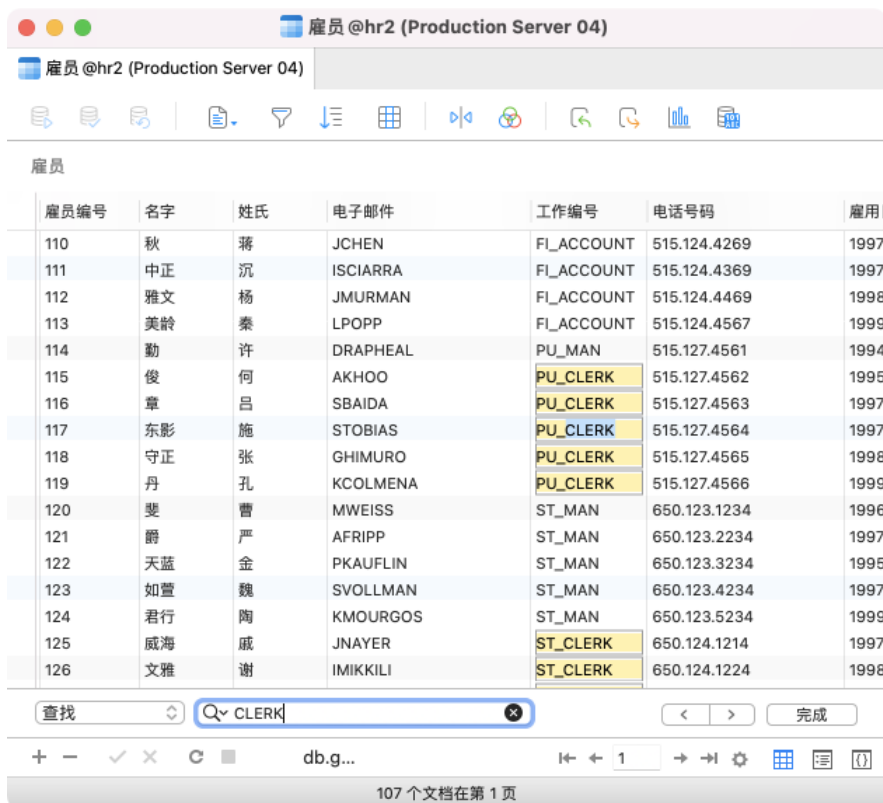 雇员 @hr2 (Production Server 04)
雇员 @hr2 (Production Server 04)
雇员
雇员编号 名字 姓氏 电子邮件 工作编号 电话号码 雇用
110 秋 蒋 JCHEN FI_ACCOUNT 515.124.4269 1997
111 中正 沉 ISCIARRA FI_ACCOUNT 515.124.4369 1997
112 雅文 杨 JMURMAN FI_ACCOUNT 515.124.4469 1998
113 美龄 秦 LPOPP FI_ACCOUNT 515.124.4567 1999
114 勤 许 DRAPHEAL PU_MAN 515.127.4561 1994
115 俊 何 AKHOO PU_CLERK 515.127.4562 1995
116 章 吕 SBAIDA PU_CLERK 515.127.4563 1997
117 东影 施 STOBIAS PU_CLERK 515.127.4564 1997
118 守正 张 GHIMURO PU_CLERK 515.127.4565 1998
119 丹 孔 KCOLMENA PU_CLERK 515.127.4566 1999
120 斐 曹 MWEISS ST_MAN 650.123.1234 1996
121 爵 严 AFRIPP ST_MAN 650.123.2234 1997
122 天蓝 金 PKAUFLIN ST_MAN 650.123.3234 1995
123 如萱 魏 SVOLLMAN ST_MAN 650.123.4234 1997
124 君行 陶 KMOURGOS ST_MAN 650.123.5234 1999
125 威海 戚 JNAYER ST_CLERK 650.124.1214 1997
126 文雅 谢 IMIKKILI ST_CLERK 650.124.1224 1998
查找 CLERK 完成
db.g... 1
107 个文档在第 1 页